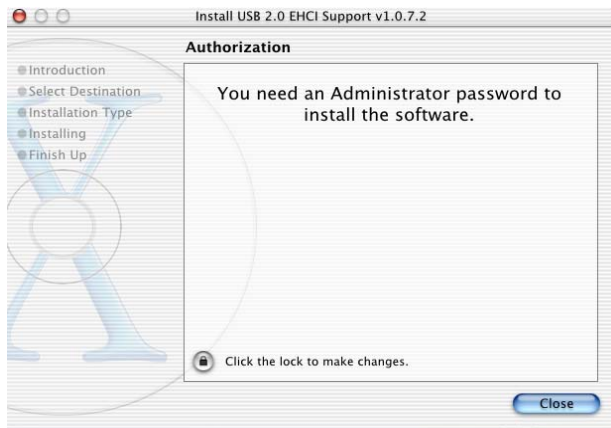 Install USB 2.0 EHCI Support v1.0.7.2
Authorization
Introduction
Select Destination
Installation Type
Installing
Finish Up
You need an Administrator password to
install the software.
Click the lock to make changes.
Close